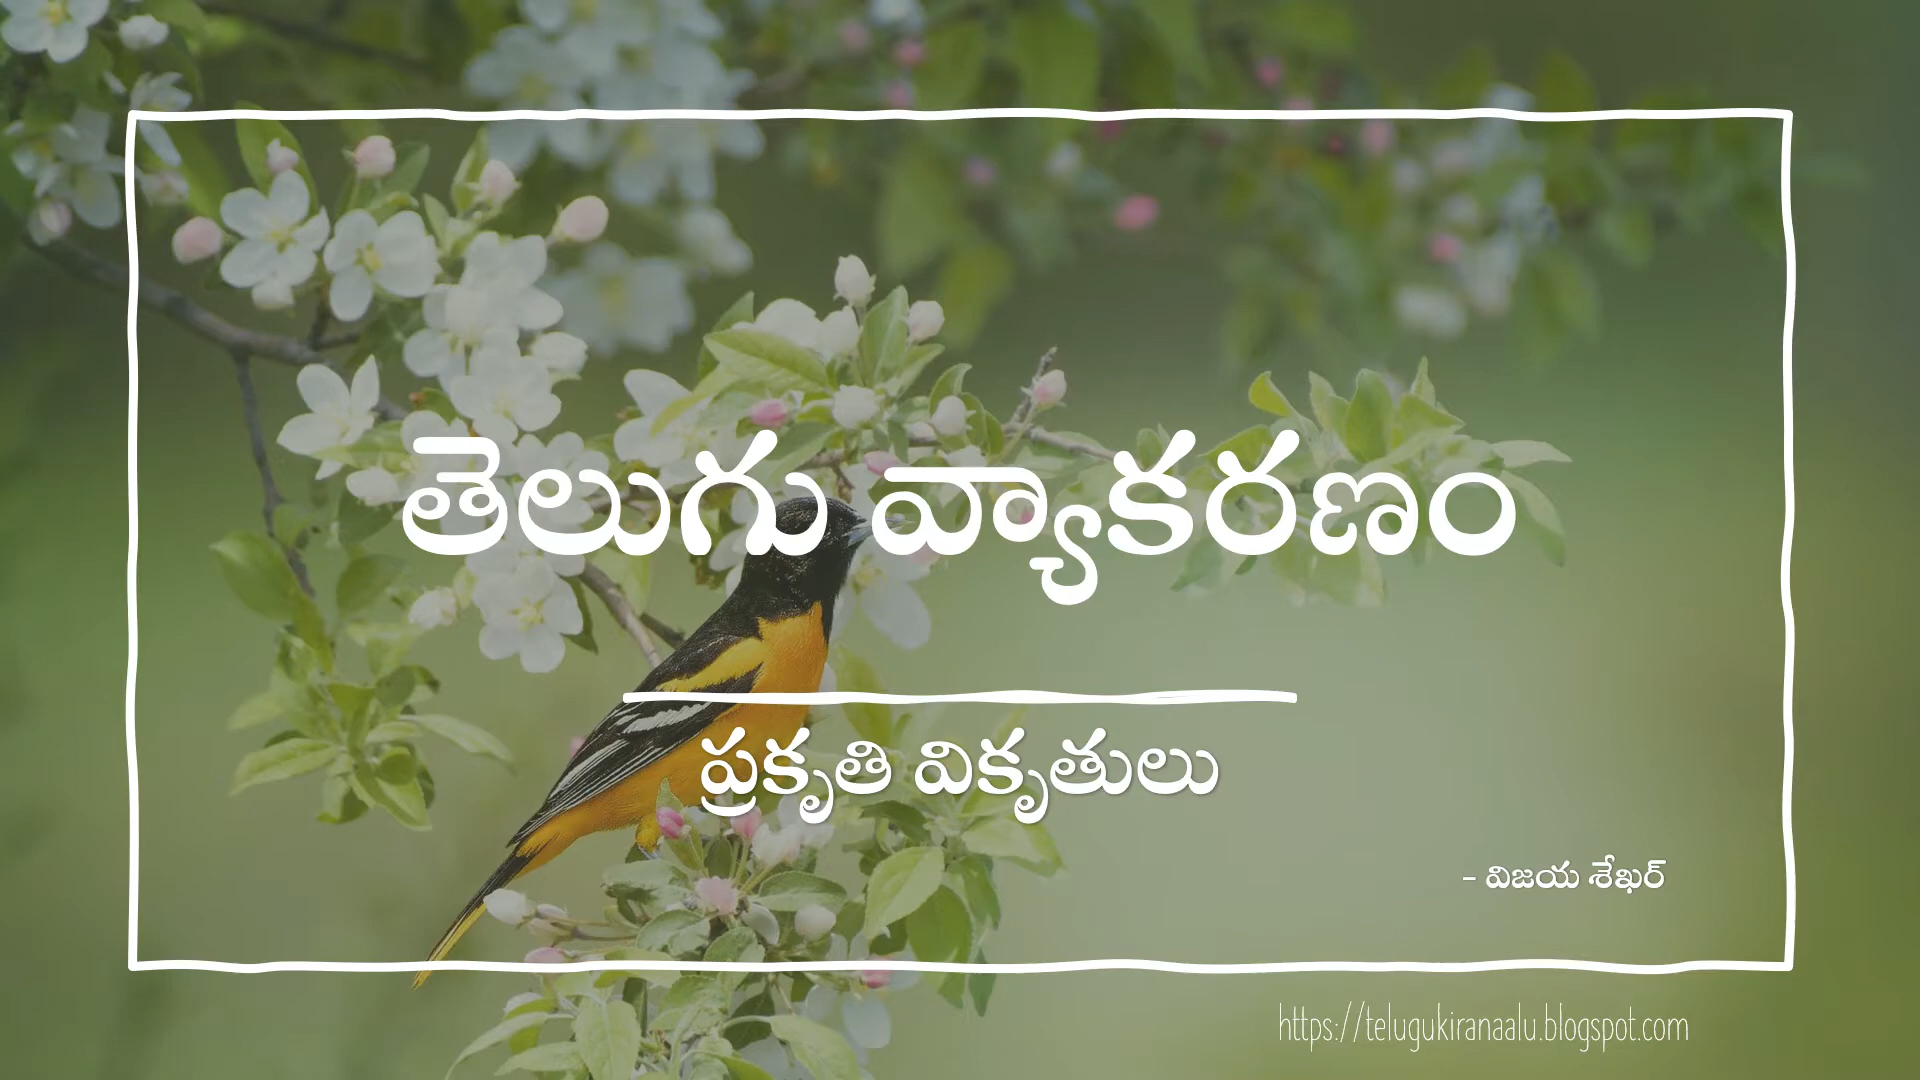 తెలుగు వ్యాకరణం
ప్రకృతి వికృతులు
- విజయ శేఖర్
https://telugukiranaalu.blogspot.com